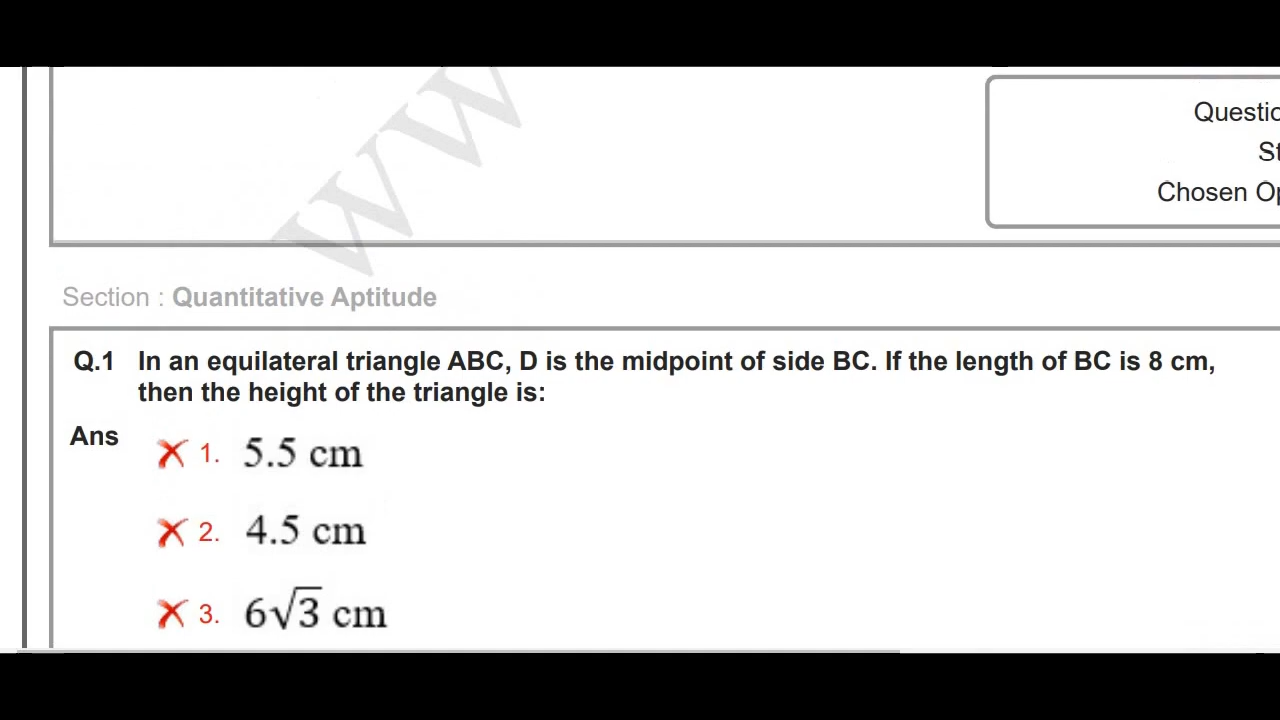 WW
Questio
St
Chosen Op
Section : Quantitative Aptitude
Q.1 In an equilateral triangle ABC, D is the midpoint of side BC. If the length of BC is 8 cm,
then the height of the triangle is:
Ans
1. 5.5 cm
2. 4.5 cm
3. 6√3 cm